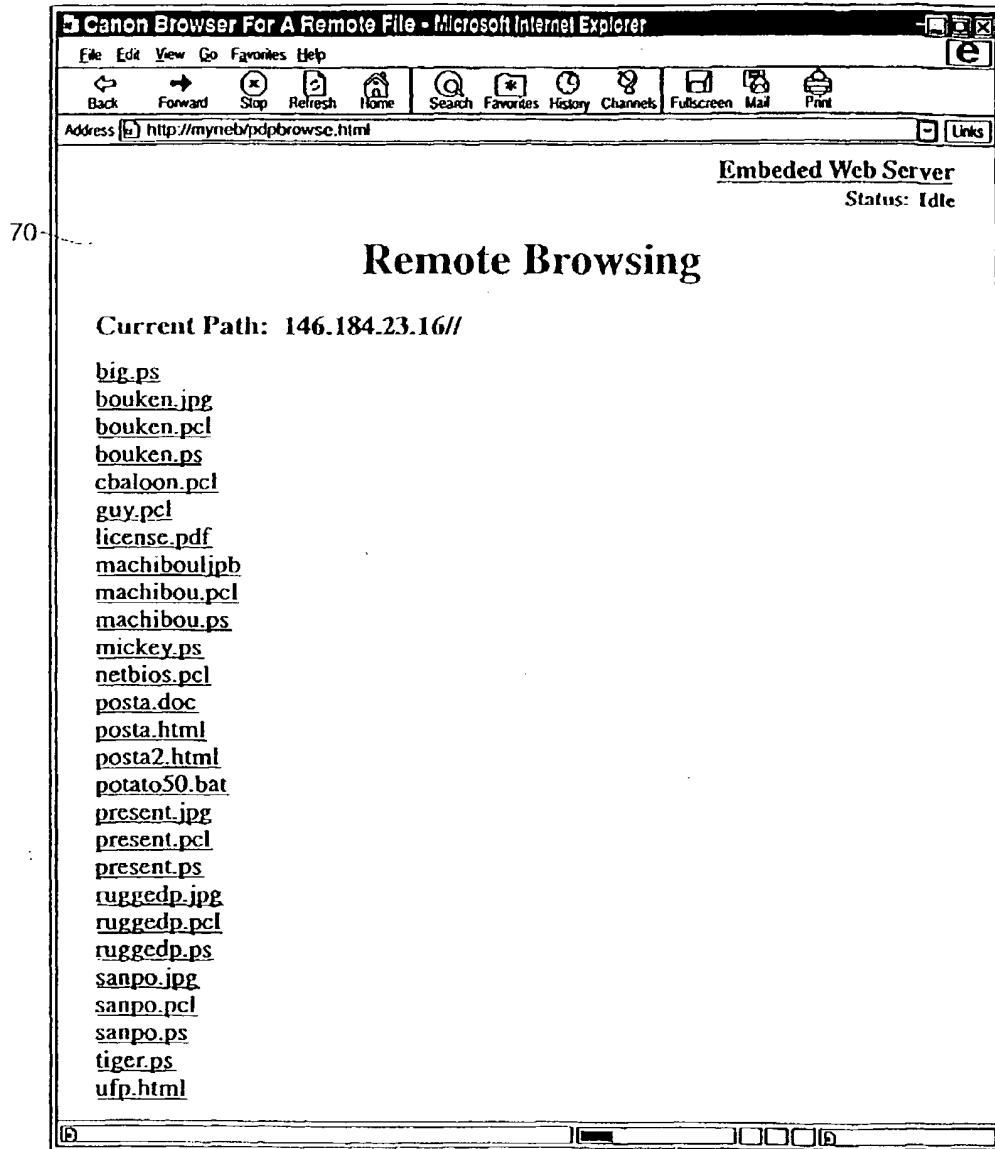 Canon Browser For A Remote File - Microsoft Internet Explorer
File Edit View Go Favorites Help
Back Forward Stop Refresh Home Search Favorites History Channels Fullscreen Mail Print
Address http://myneb/pdpbrowse.html Links
Embeded Web Server
Status: Idle
70
Remote Browsing
Current Path: 146.184.23.16//
big.ps
bouken.jpg
bouken.pcl
bouken.ps
cbaloon.pcl
guy.pcl
license.pdf
machibouljpb
machibou.pcl
machibou.ps
mickey.ps
netbios.pcl
posta.doc
posta.html
posta2.html
potato50.bat
present.jpg
present.pcl
present.ps
ruggedp.jpg
ruggedp.pcl
ruggedp.ps
sanpo.jpg
sanpo.pcl
sanpo.ps
tiger.ps
ufp.html